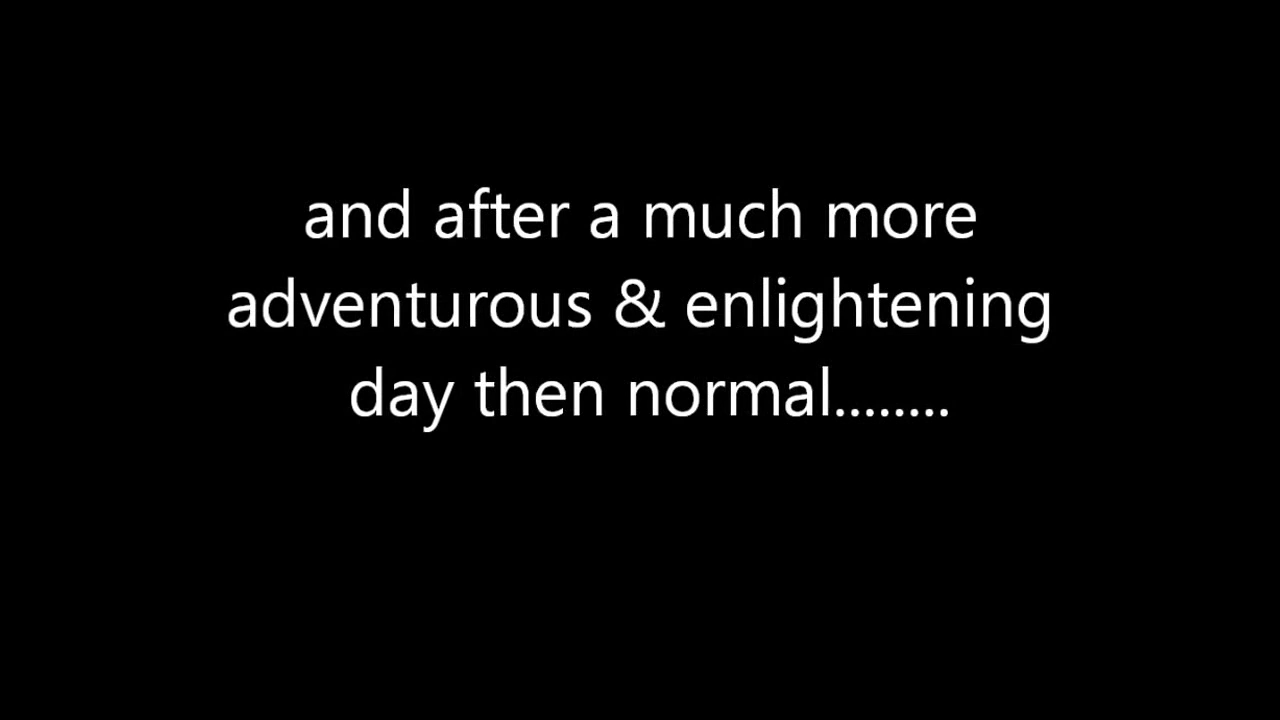 and after a much more
adventurous & enlightening
day then normal........